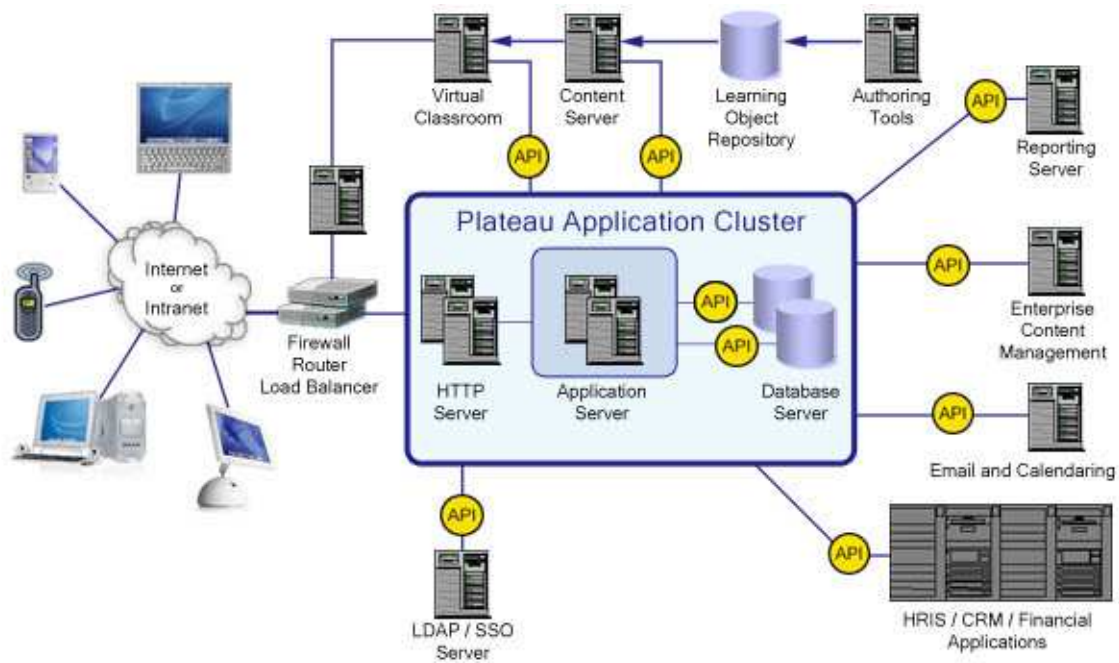 Virtual
Classroom
Content
Server
Learning
Object
Repository
Authoring
Tools
API
Reporting
Server
API
API
Plateau Application Cluster
Internet
or
Intranet
Firewall
Router
Load Balancer
HTTP
Server
Application
Server
API
API
Database
Server
API
Enterprise
Content
Management
API
Email and Calendaring
API
LDAP / SSO
Server
API
HRIS / CRM / Financial
Applications